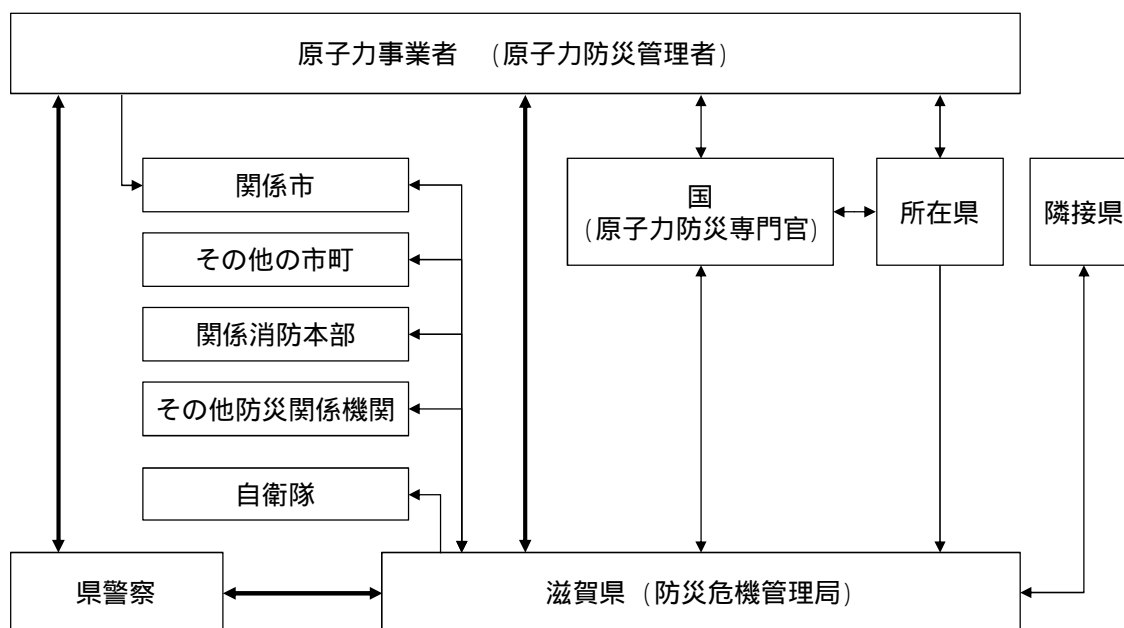 原子力事業者 (原子力防災管理者)
関係市
その他の市町
関係消防本部
その他防災関係機関
自衛隊
国
(原子力防災専門官)
所在県
隣接県
県警察
滋賀県 (防災危機管理局)